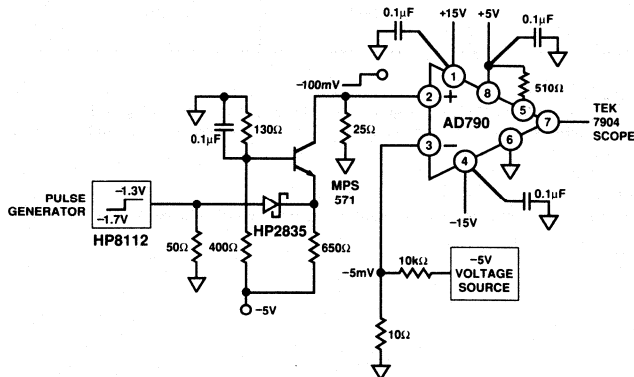 0.1µF
+15V
+5V
0.1µF
–100mV
510Ω
1
8
5
2
+
7
AD790
TEK
7904
SCOPE
0.1µF
130Ω
25Ω
3
–
6
4
MPS
571
0.1µF
–15V
PULSE
GENERATOR
–1.3V
–1.7V
HP8112
HP2835
50Ω
400Ω
650Ω
–5V
–5mV
10kΩ
–5V
VOLTAGE
SOURCE
10Ω